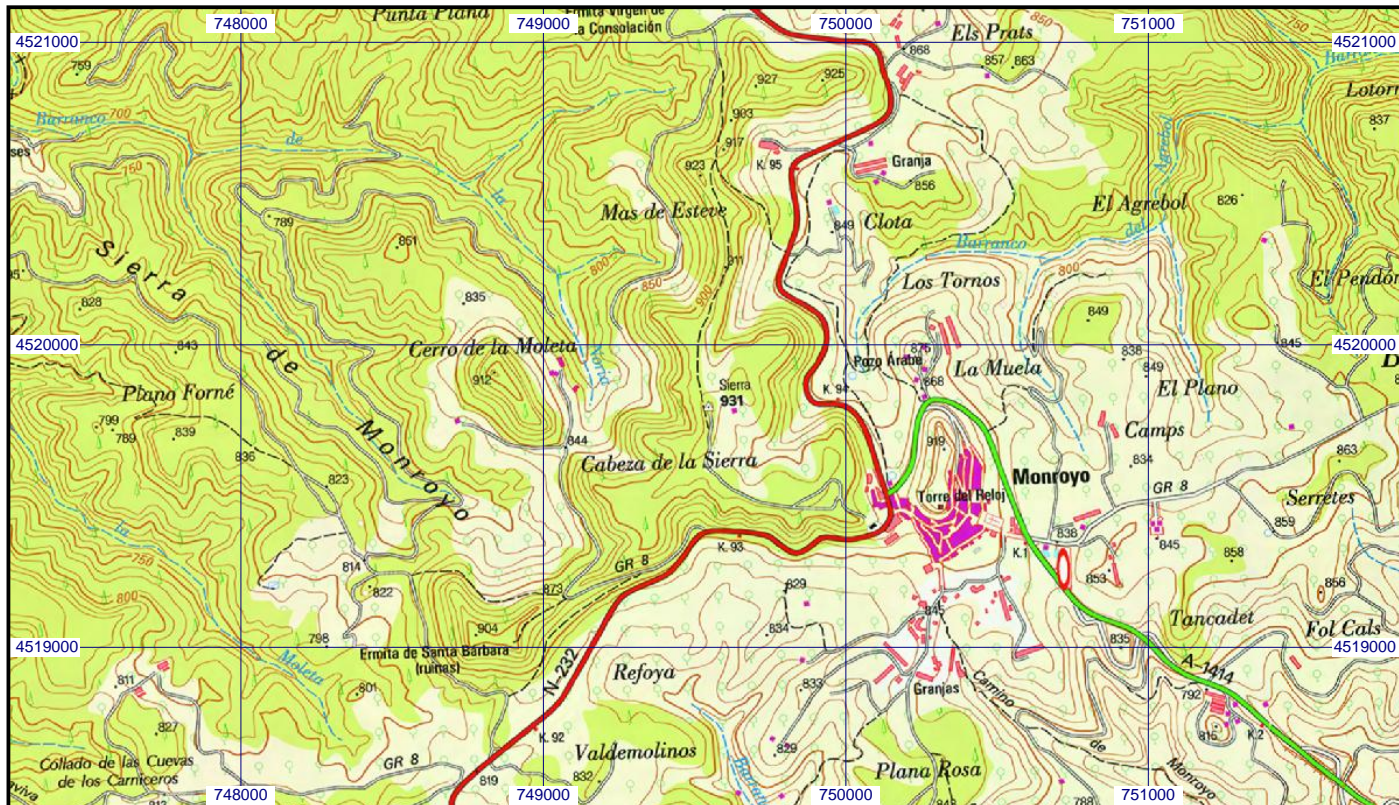 748000
749000
750000
751000
Punta Plana
Ermita Virgen de
la Consolación
850
Els Prats
750
868
4521000
4521000
857
863
759
927
925
Lotorr
903
837
Barranco
700
de
917
K. 95
ses
750
923
Granja
Agrebol
856
la
El Agrebol
826
Mas de Esteve
789
849
Clota
851
Barranco
del
Sierra
800
911
800
850
Los Tornos
El Pendón
828
835
900
849
4520000
4520000
843
Cerro de la Moleta
de
Noria
875
Pozo Árabe
838
845
La Muela
849
912
Sierra
931
868
El Plano
Plano Forné
K. 94
799
789
839
844
919
Camps
836
Monroyo
Cabeza de la Sierra
834
863
823
Monroyo
GR 8
Torre del Reloj
Serretes
859
la
K. 93
K.1
838
845
858
750
814
GR 8
853
856
800
822
873
829
Tancadet
798
904
834
835
Fol Cals
4519000
4519000
Ermita de Santa Bárbara
(ruinas)
Moleta
N-232
Refoya
A-1414
811
801
833
Granjas
Camino
792
827
K. 92
829
de
K.2
Valdemolinos
Collado de las Cuevas
de los Carniceros
GR 8
Plana Rosa
Monroyo
819
832
788
748000
749000
750000
751000